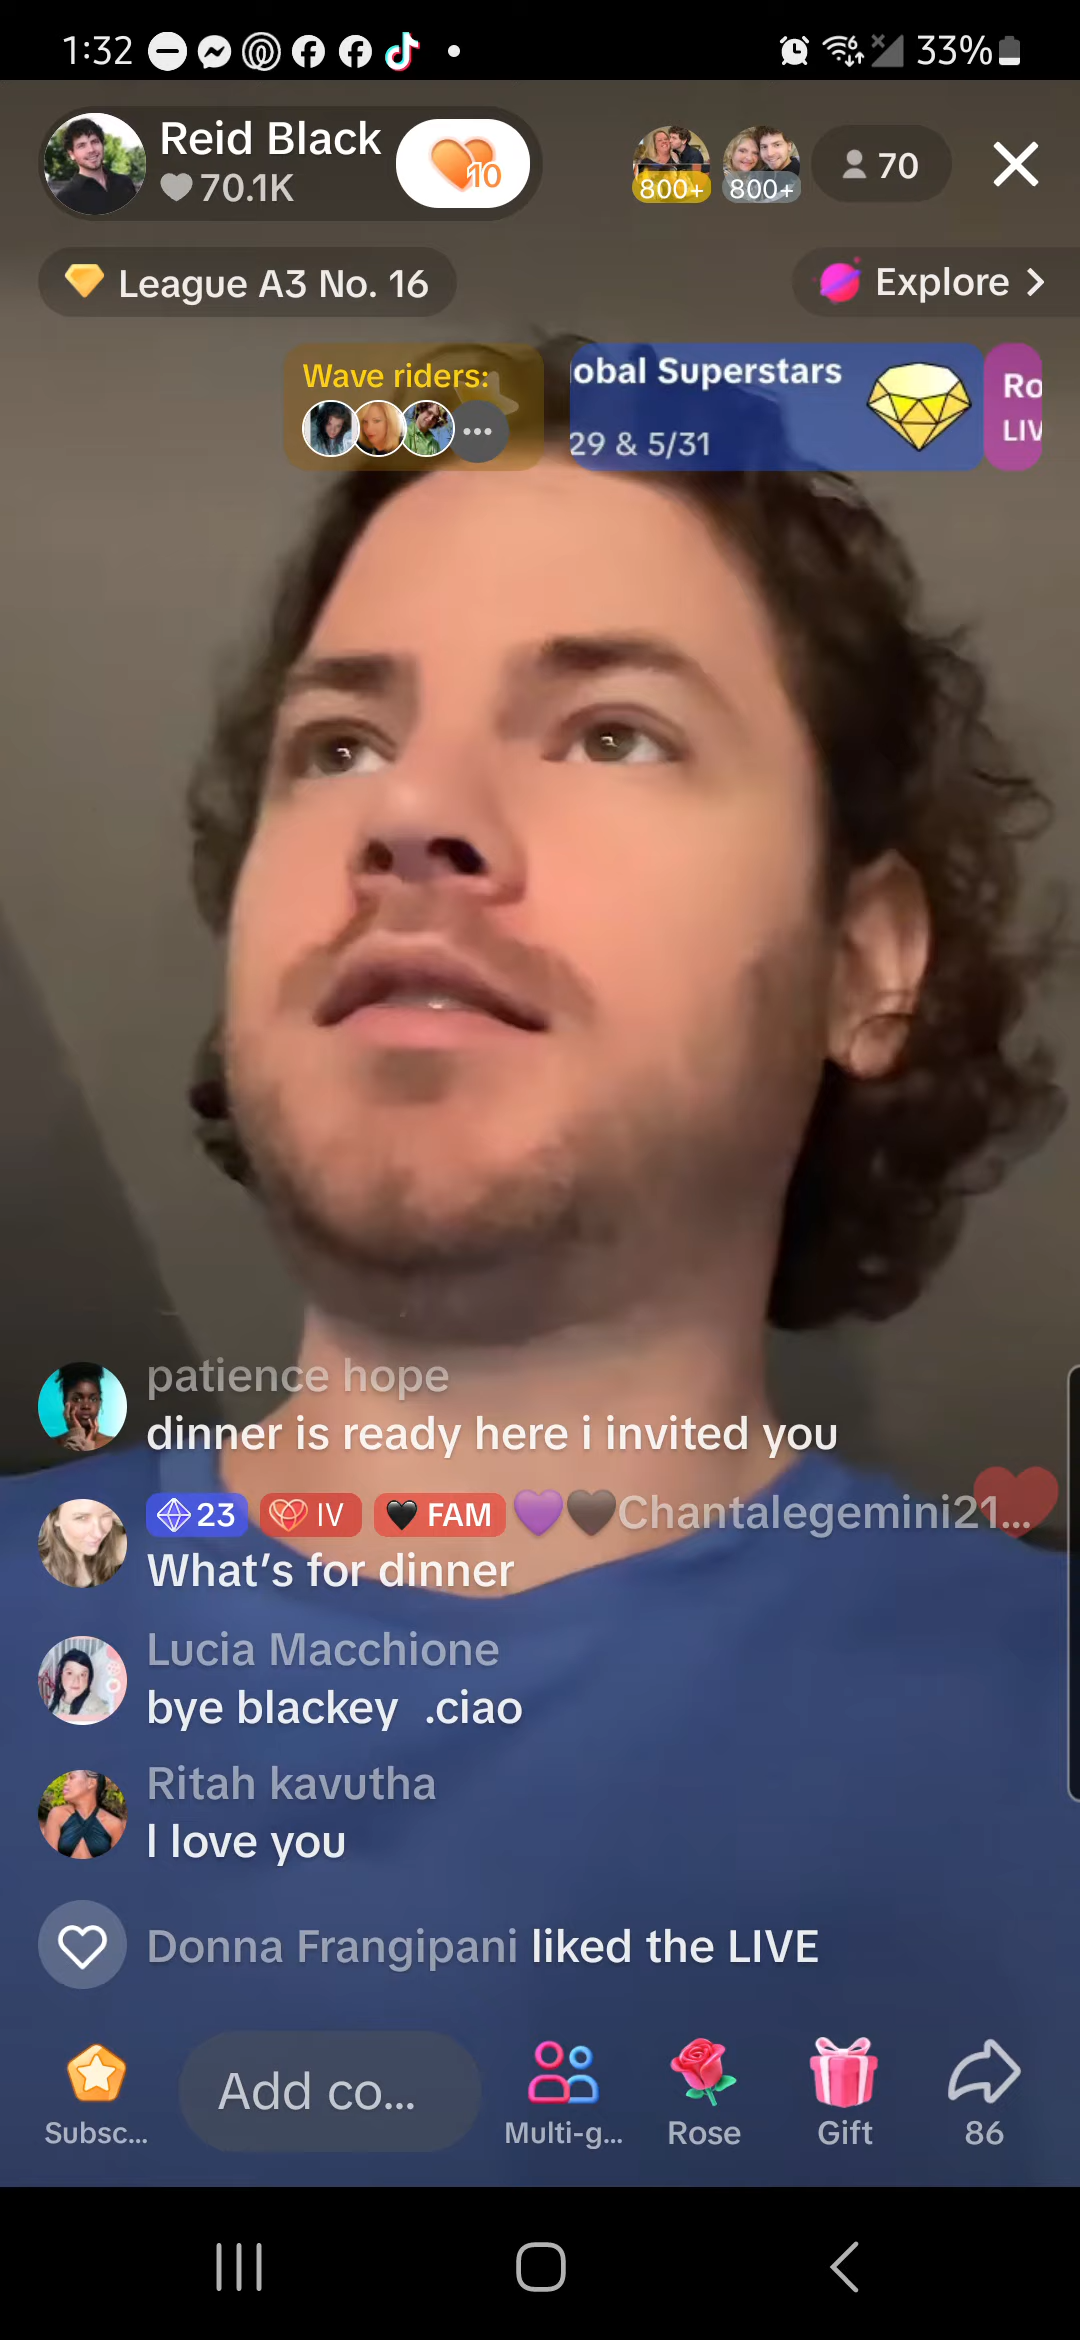 1:32
33%
Reid Black
70.1K
10
800+
800+
70
League A3 No. 16
Explore
Wave riders:
obal Superstars
29 & 5/31
Ro
LIV
patience hope
dinner is ready here i invited you
23 IV FAM Chantalegemini21...
What's for dinner
Lucia Macchione
bye blackey .ciao
Ritah kavutha
I love you
Donna Frangipani liked the LIVE
Add co...
Subsc...
Multi-g...
Rose
Gift
86